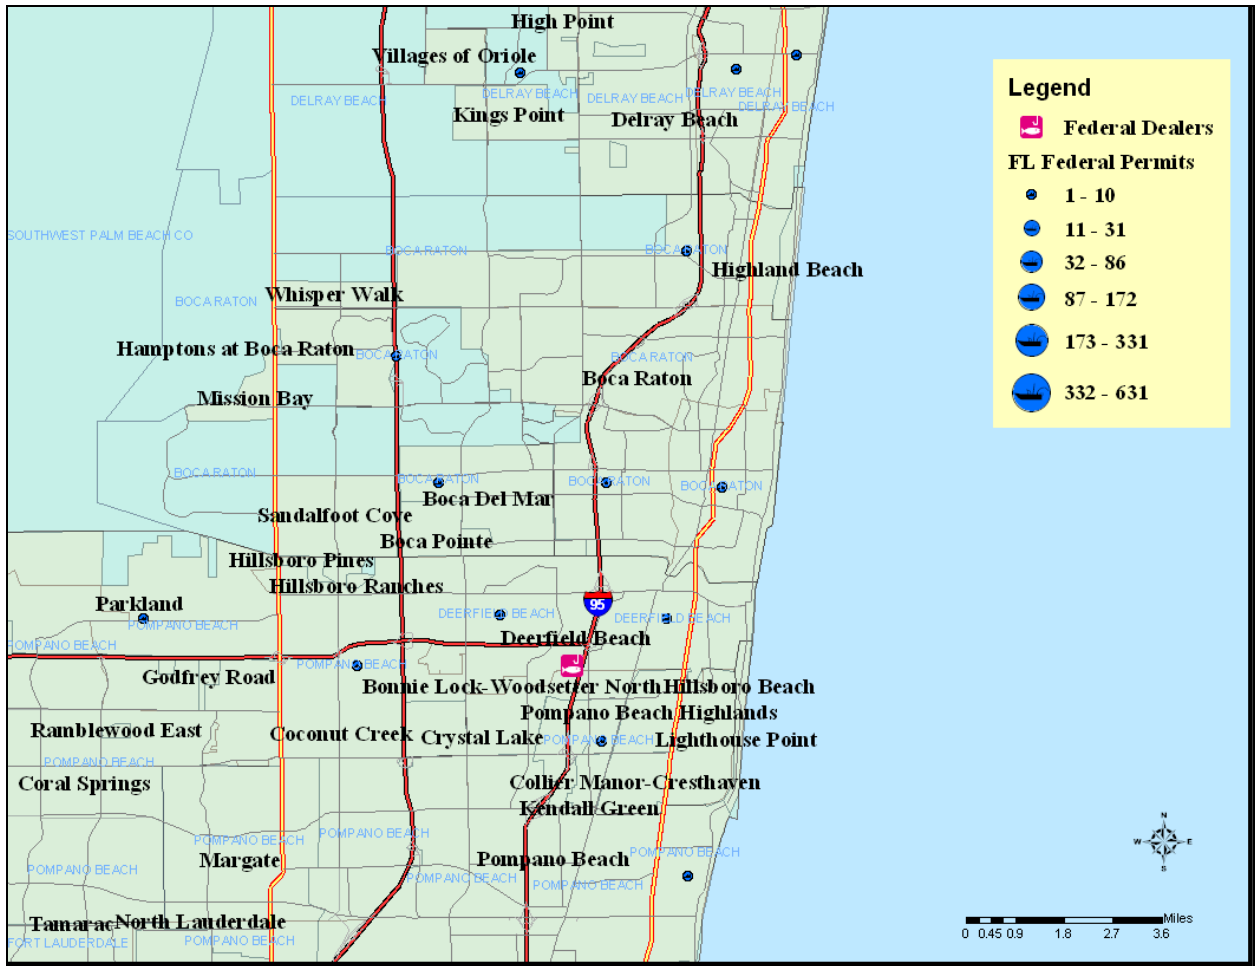 High Point
Villages of Oriole
DELRAY BEACH
DELRAY BEACH
DELRAY BEACH
DELRAY BEACH
DELRAY BEACH
Kings Point
Delray Beach
Legend
Federal Dealers
FL Federal Permits
1 - 10
11 - 31
32 - 86
87 - 172
173 - 331
332 - 631
SOUTHWEST PALM BEACH CO
BOCA RATON
BOCA RATON
Highland Beach
BOCA RATON
Whisper Walk
Hamptons at Boca Raton
BOCA RATON
BOCA RATON
Boca Raton
Mission Bay
BOCA RATON
BOCA RATON
BOCA RATON
BOCA RATON
Boca Del Mar
Sandalfoot Cove
Boca Pointe
Hillsboro Pines
Hillsboro Ranches
Parkland
POMPANO BEACH
DEERFIELD BEACH
95
DEERFIELD BEACH
POMPANO BEACH
Deerfield Beach
POMPANO BEACH
Godfrey Road
Bonnie Lock-Woodsetter North
Hillsboro Beach
Pompano Beach Highlands
Ramblewood East
Coconut Creek
Crystal Lake
POMPANO BEACH
Lighthouse Point
POMPANO BEACH
Coral Springs
Collier Manor-Cresthaven
Kendall Green
POMPANO BEACH
POMPANO BEACH
Margate
Pompano Beach
POMPANO BEACH
POMPANO BEACH
POMPANO BEACH
POMPANO BEACH
Tamarac
North Lauderdale
FORT LAUDERDALE
POMPANO BEACH
N
W
E
S
Miles
0 0.45 0.9 1.8 2.7 3.6